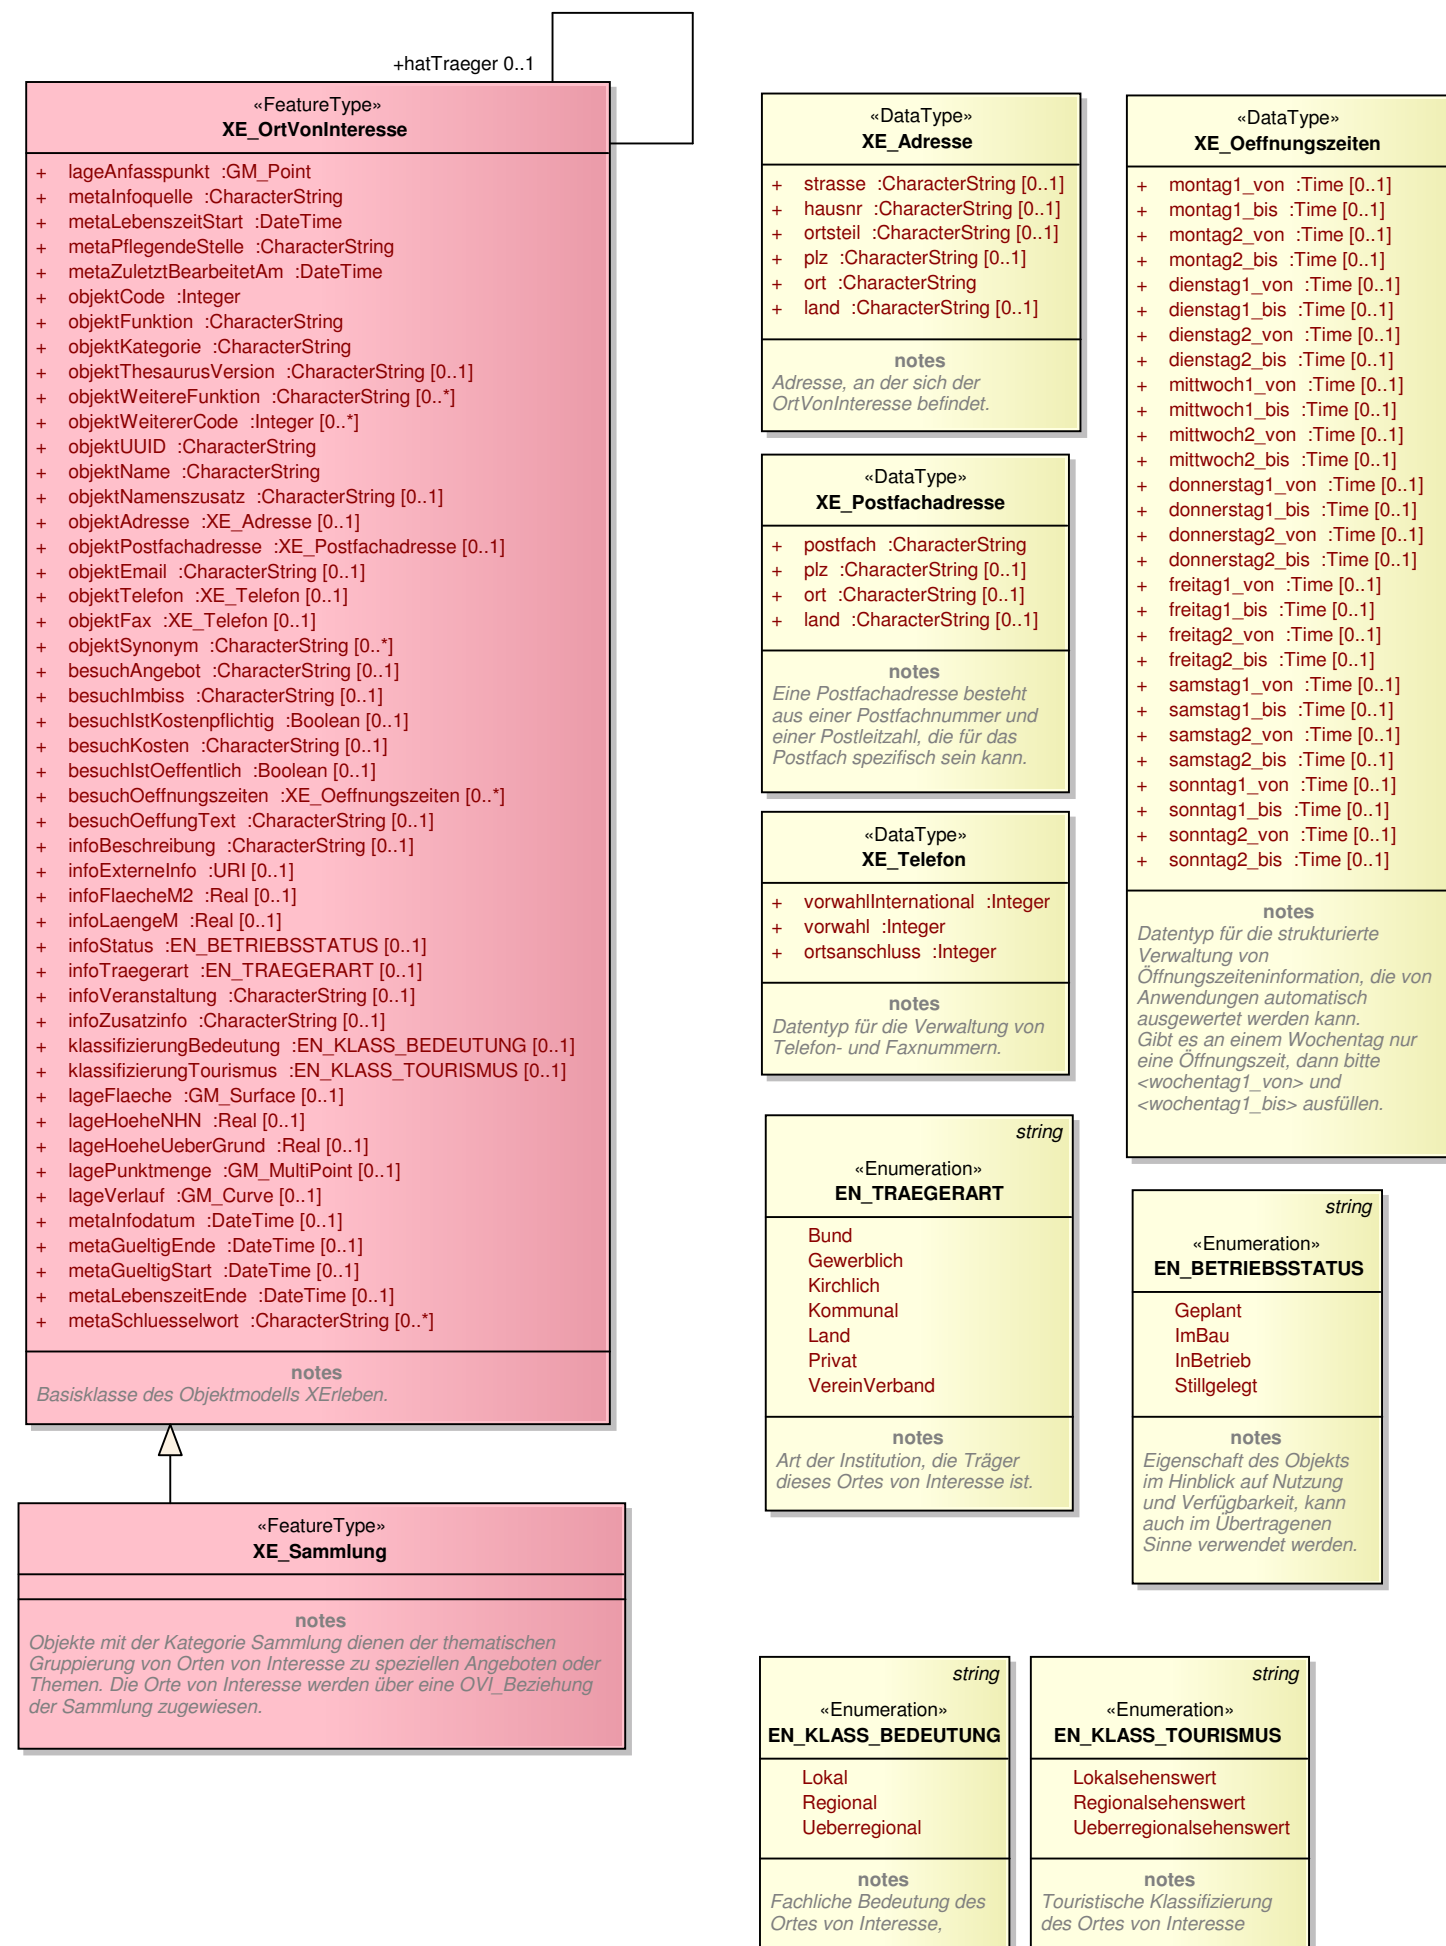 +hatTraeger 0..1
«FeatureType»
XE_OrtVonInteresse
+ lageAnfasspunkt :GM_Point
+ metaInfoquelle :CharacterString
+ metaLebenszeitStart :DateTime
+ metaPflegendeStelle :CharacterString
+ metaZuletztBearbeitetAm :DateTime
+ objektCode :Integer
+ objektFunktion :CharacterString
+ objektKategorie :CharacterString
+ objektThesaurusVersion :CharacterString [0..1]
+ objektWeitereFunktion :CharacterString [0..*]
+ objektWeitererCode :Integer [0..*]
+ objektUUID :CharacterString
+ objektName :CharacterString
+ objektNamenszusatz :CharacterString [0..1]
+ objektAdresse :XE_Adresse [0..1]
+ objektPostfachadresse :XE_Postfachadresse [0..1]
+ objektEmail :CharacterString [0..1]
+ objektTelefon :XE_Telefon [0..1]
+ objektFax :XE_Telefon [0..1]
+ objektSynonym :CharacterString [0..*]
+ besuchAngebot :CharacterString [0..1]
+ besuchImbiss :CharacterString [0..1]
+ besuchIstKostenpflichtig :Boolean [0..1]
+ besuchKosten :CharacterString [0..1]
+ besuchIstOeffentlich :Boolean [0..1]
+ besuchOeffnungszeiten :XE_Oeffnungszeiten [0..*]
+ besuchOeffungText :CharacterString [0..1]
+ infoBeschreibung :CharacterString [0..1]
+ infoExterneInfo :URI [0..1]
+ infoFlaecheM2 :Real [0..1]
+ infoLaengeM :Real [0..1]
+ infoStatus :EN_BETRIEBSSTATUS [0..1]
+ infoTraegerart :EN_TRAEGERART [0..1]
+ infoVeranstaltung :CharacterString [0..1]
+ infoZusatzinfo :CharacterString [0..1]
+ klassifizierungBedeutung :EN_KLASS_BEDEUTUNG [0..1]
+ klassifizierungTourismus :EN_KLASS_TOURISMUS [0..1]
+ lageFlaeche :GM_Surface [0..1]
+ lageHoeheNHN :Real [0..1]
+ lageHoeheUeberGrund :Real [0..1]
+ lagePunktmenge :GM_MultiPoint [0..1]
+ lageVerlauf :GM_Curve [0..1]
+ metaInfodatum :DateTime [0..1]
+ metaGueltigEnde :DateTime [0..1]
+ metaGueltigStart :DateTime [0..1]
+ metaLebenszeitEnde :DateTime [0..1]
+ metaSchluesselwort :CharacterString [0..*]
notes
Basisklasse des Objektmodells XErleben.
«FeatureType»
XE_Sammlung
notes
Objekte mit der Kategorie Sammlung dienen der thematischen
Gruppierung von Orten von Interesse zu speziellen Angeboten oder
Themen. Die Orte von Interesse werden über eine OVI_Beziehung
der Sammlung zugewiesen.
«DataType»
XE_Adresse
+ strasse :CharacterString [0..1]
+ hausnr :CharacterString [0..1]
+ ortsteil :CharacterString [0..1]
+ plz :CharacterString [0..1]
+ ort :CharacterString
+ land :CharacterString [0..1]
notes
Adresse, an der sich der
OrtVonInteresse befindet.
«DataType»
XE_Postfachadresse
+ postfach :CharacterString
+ plz :CharacterString [0..1]
+ ort :CharacterString [0..1]
+ land :CharacterString [0..1]
notes
Eine Postfachadresse besteht
aus einer Postfachnummer und
einer Postleitzahl, die für das
Postfach spezifisch sein kann.
«DataType»
XE_Telefon
+ vorwahlInternational :Integer
+ vorwahl :Integer
+ ortsanschluss :Integer
notes
Datentyp für die Verwaltung von
Telefon- und Faxnummern.
string
«Enumeration»
EN_TRAEGERART
Bund
Gewerblich
Kirchlich
Kommunal
Land
Privat
VereinVerband
notes
Art der Institution, die Träger
dieses Ortes von Interesse ist.
«DataType»
XE_Oeffnungszeiten
+ montag1_von :Time [0..1]
+ montag1_bis :Time [0..1]
+ montag2_von :Time [0..1]
+ montag2_bis :Time [0..1]
+ dienstag1_von :Time [0..1]
+ dienstag1_bis :Time [0..1]
+ dienstag2_von :Time [0..1]
+ dienstag2_bis :Time [0..1]
+ mittwoch1_von :Time [0..1]
+ mittwoch1_bis :Time [0..1]
+ mittwoch2_von :Time [0..1]
+ mittwoch2_bis :Time [0..1]
+ donnerstag1_von :Time [0..1]
+ donnerstag1_bis :Time [0..1]
+ donnerstag2_von :Time [0..1]
+ donnerstag2_bis :Time [0..1]
+ freitag1_von :Time [0..1]
+ freitag1_bis :Time [0..1]
+ freitag2_von :Time [0..1]
+ freitag2_bis :Time [0..1]
+ samstag1_von :Time [0..1]
+ samstag1_bis :Time [0..1]
+ samstag2_von :Time [0..1]
+ samstag2_bis :Time [0..1]
+ sonntag1_von :Time [0..1]
+ sonntag1_bis :Time [0..1]
+ sonntag2_von :Time [0..1]
+ sonntag2_bis :Time [0..1]
notes
Datentyp für die strukturierte
Verwaltung von
Öffnungszeiteninformation, die von
Anwendungen automatisch
ausgewertet werden kann.
Gibt es an einem Wochentag nur
eine Öffnungszeit, dann bitte
<wochentag1_von> und
<wochentag1_bis> ausfüllen.
string
«Enumeration»
EN_BETRIEBSSTATUS
Geplant
ImBau
InBetrieb
Stillgelegt
notes
Eigenschaft des Objekts
im Hinblick auf Nutzung
und Verfügbarkeit, kann
auch im Übertragenen
Sinne verwendet werden.
string
«Enumeration»
EN_KLASS_BEDEUTUNG
Lokal
Regional
Ueberregional
notes
Fachliche Bedeutung des
Ortes von Interesse,
string
«Enumeration»
EN_KLASS_TOURISMUS
Lokalsehenswert
Regionalsehenswert
Ueberregionalsehenswert
notes
Touristische Klassifizierung
des Ortes von Interesse